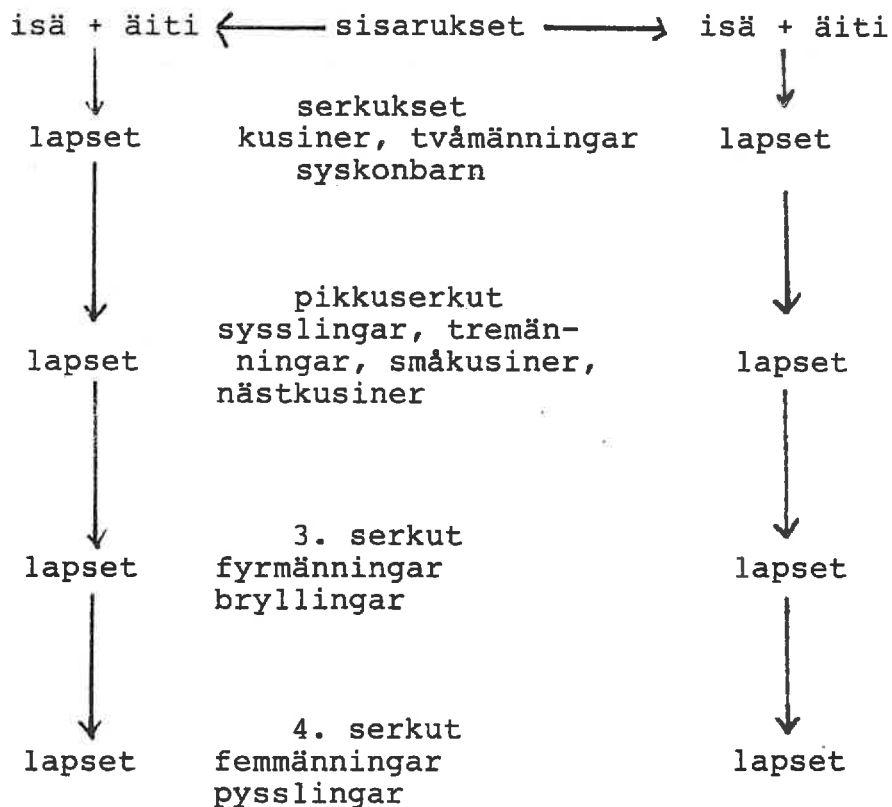 isä + äiti ← sisarukset → isä + äiti
serkukset
lapset kusiner, tvåmänningar lapset
syskonbarn
pikkuserkut
sysslingar, tremän-
lapset ningar, småkusiner, lapset
nästkusiner
3. serkut
lapset fyrmänningar lapset
bryllingar
4. serkut
lapset femmänningar lapset
pysslingar